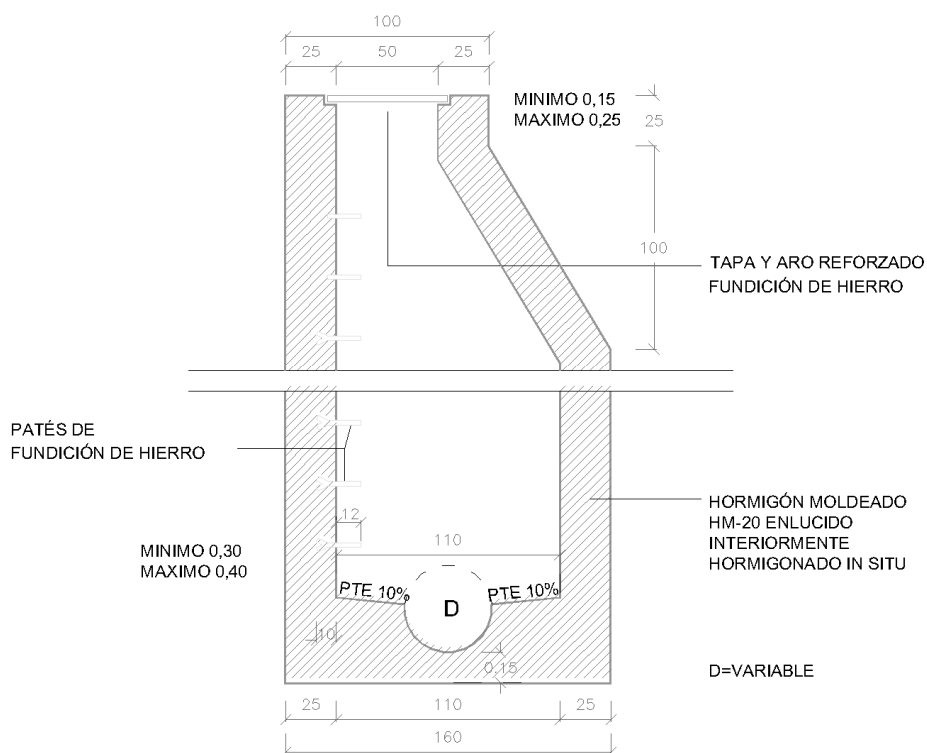 100
25 50 25
MINIMO 0,15
MAXIMO 0,25
25
100
TAPA Y ARO REFORZADO
FUNDICIÓN DE HIERRO
PATÉS DE
FUNDICIÓN DE HIERRO
12
110
MINIMO 0,30
MAXIMO 0,40
HORMIGÓN MOLDEADO
HM-20 ENLUCIDO
INTERIORMENTE
HORMIGONADO IN SITU
PTE 10% PTE 10%
D
10
0,15
D=VARIABLE
25 110 25
160